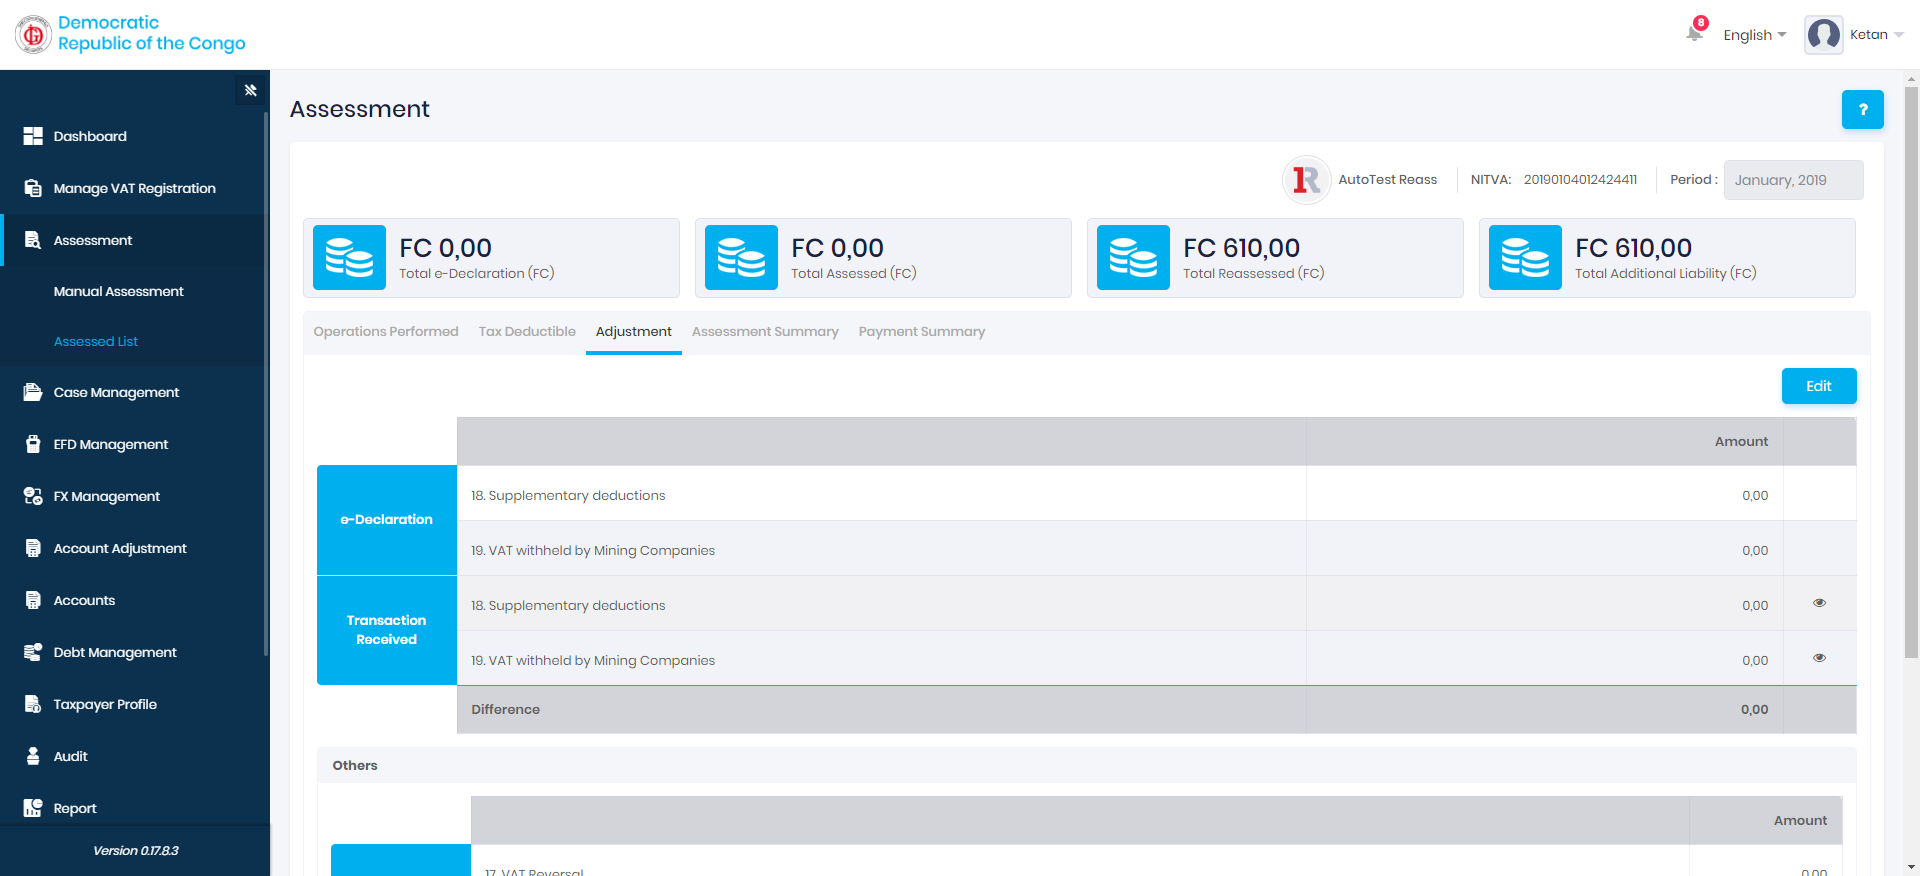 Democratic
Republic of the Congo
8
English
Ketan
Dashboard
Manage VAT Registration
Assessment
Manual Assessment
Assessed List
Case Management
EFD Management
FX Management
Account Adjustment
Accounts
Debt Management
Taxpayer Profile
Audit
Report
Version 0.17.8.3
Assessment
?
AutoTest Reass
NITVA: 20190104012424411
Period : January, 2019
FC 0,00
Total e-Declaration (FC)
FC 0,00
Total Assessed (FC)
FC 610,00
Total Reassessed (FC)
FC 610,00
Total Additional Liability (FC)
Operations Performed Tax Deductible Adjustment Assessment Summary Payment Summary
Edit
Amount
e-Declaration
18. Supplementary deductions 0,00
19. VAT withheld by Mining Companies 0,00
Transaction
Received
18. Supplementary deductions 0,00
19. VAT withheld by Mining Companies 0,00
Difference 0,00
Others
Amount
17. VAT Reversal 0,00